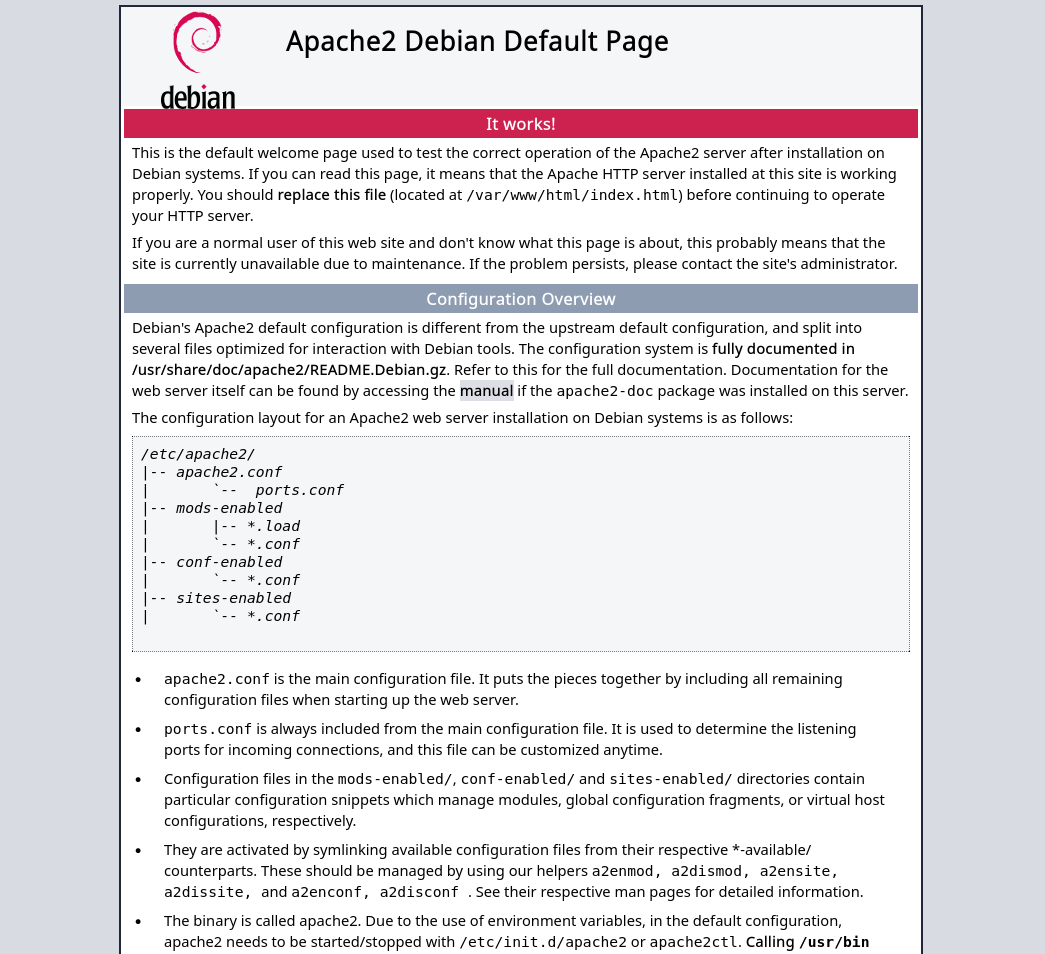 debian
Apache2 Debian Default Page
It works!
This is the default welcome page used to test the correct operation of the Apache2 server after installation on
Debian systems. If you can read this page, it means that the Apache HTTP server installed at this site is working
properly. You should replace this file (located at /var/www/html/index.html) before continuing to operate
your HTTP server.
If you are a normal user of this web site and don't know what this page is about, this probably means that the
site is currently unavailable due to maintenance. If the problem persists, please contact the site's administrator.
Configuration Overview
Debian's Apache2 default configuration is different from the upstream default configuration, and split into
several files optimized for interaction with Debian tools. The configuration system is fully documented in
/usr/share/doc/apache2/README.Debian.gz. Refer to this for the full documentation. Documentation for the
web server itself can be found by accessing the manual if the apache2-doc package was installed on this server.
The configuration layout for an Apache2 web server installation on Debian systems is as follows:
/etc/apache2/
|-- apache2.conf
|       `--  ports.conf
|-- mods-enabled
|       |-- *.load
|       `-- *.conf
|-- conf-enabled
|       `-- *.conf
|-- sites-enabled
|       `-- *.conf
• apache2.conf is the main configuration file. It puts the pieces together by including all remaining
configuration files when starting up the web server.
• ports.conf is always included from the main configuration file. It is used to determine the listening
ports for incoming connections, and this file can be customized anytime.
• Configuration files in the mods-enabled/, conf-enabled/ and sites-enabled/ directories contain
particular configuration snippets which manage modules, global configuration fragments, or virtual host
configurations, respectively.
• They are activated by symlinking available configuration files from their respective *-available/
counterparts. These should be managed by using our helpers a2enmod, a2dismod, a2ensite,
a2dissite, and a2enconf, a2disconf . See their respective man pages for detailed information.
• The binary is called apache2. Due to the use of environment variables, in the default configuration,
apache2 needs to be started/stopped with /etc/init.d/apache2 or apache2ctl. Calling /usr/bin